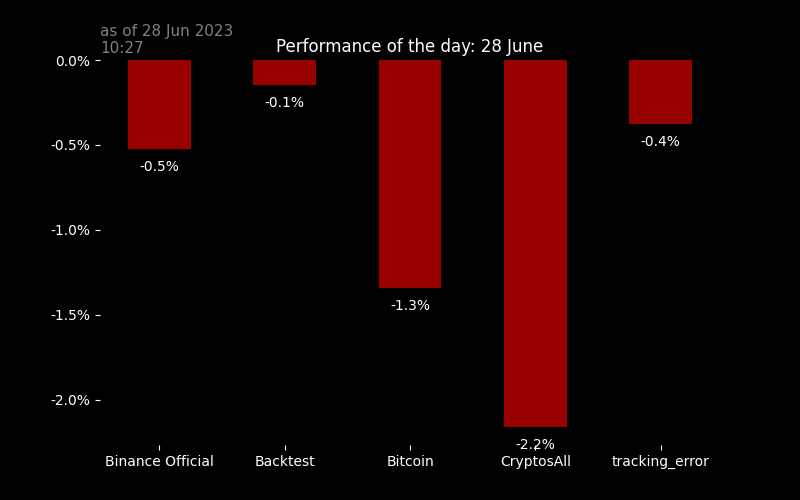 as of 28 Jun 2023
10:27
Performance of the day: 28 June
0.0%
-0.5%
-1.0%
-1.5%
-2.0%
-0.5%
-0.1%
-1.3%
-2.2%
-0.4%
Binance Official
Backtest
Bitcoin
CryptosAll
tracking_error